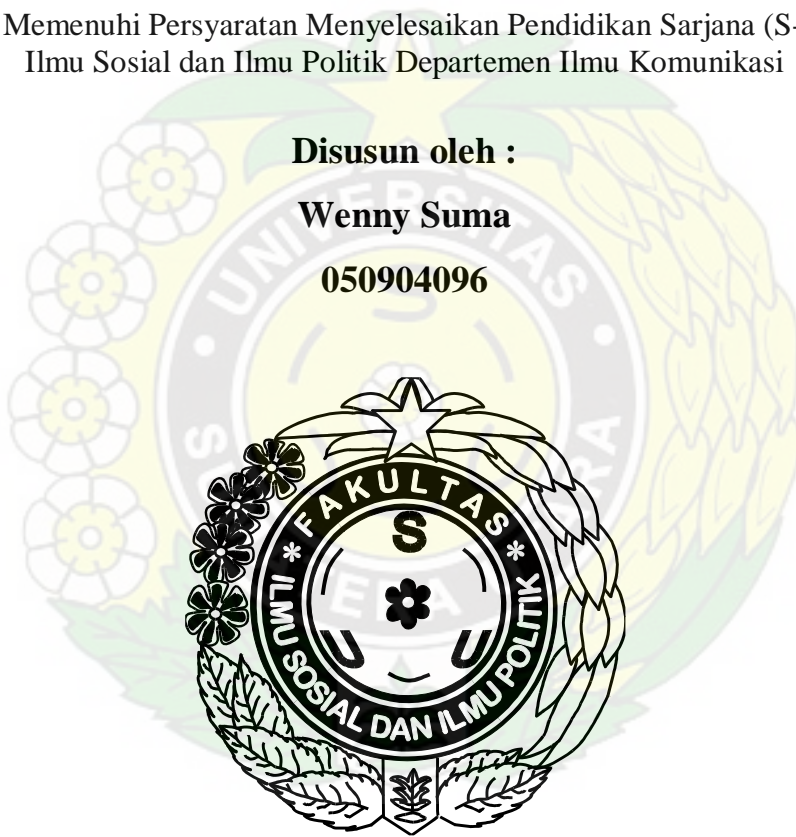 Memenuhi Persyaratan Menyelesaikan Pendidikan Sarjana (S-
Ilmu Sosial dan Ilmu Politik Departemen Ilmu Komunikasi
Disusun oleh :
Wenny Suma
050904096
UNIVERSITAS
FAKULTAS
S
U U
ILMU SOSIAL DAN ILMU POLITIK